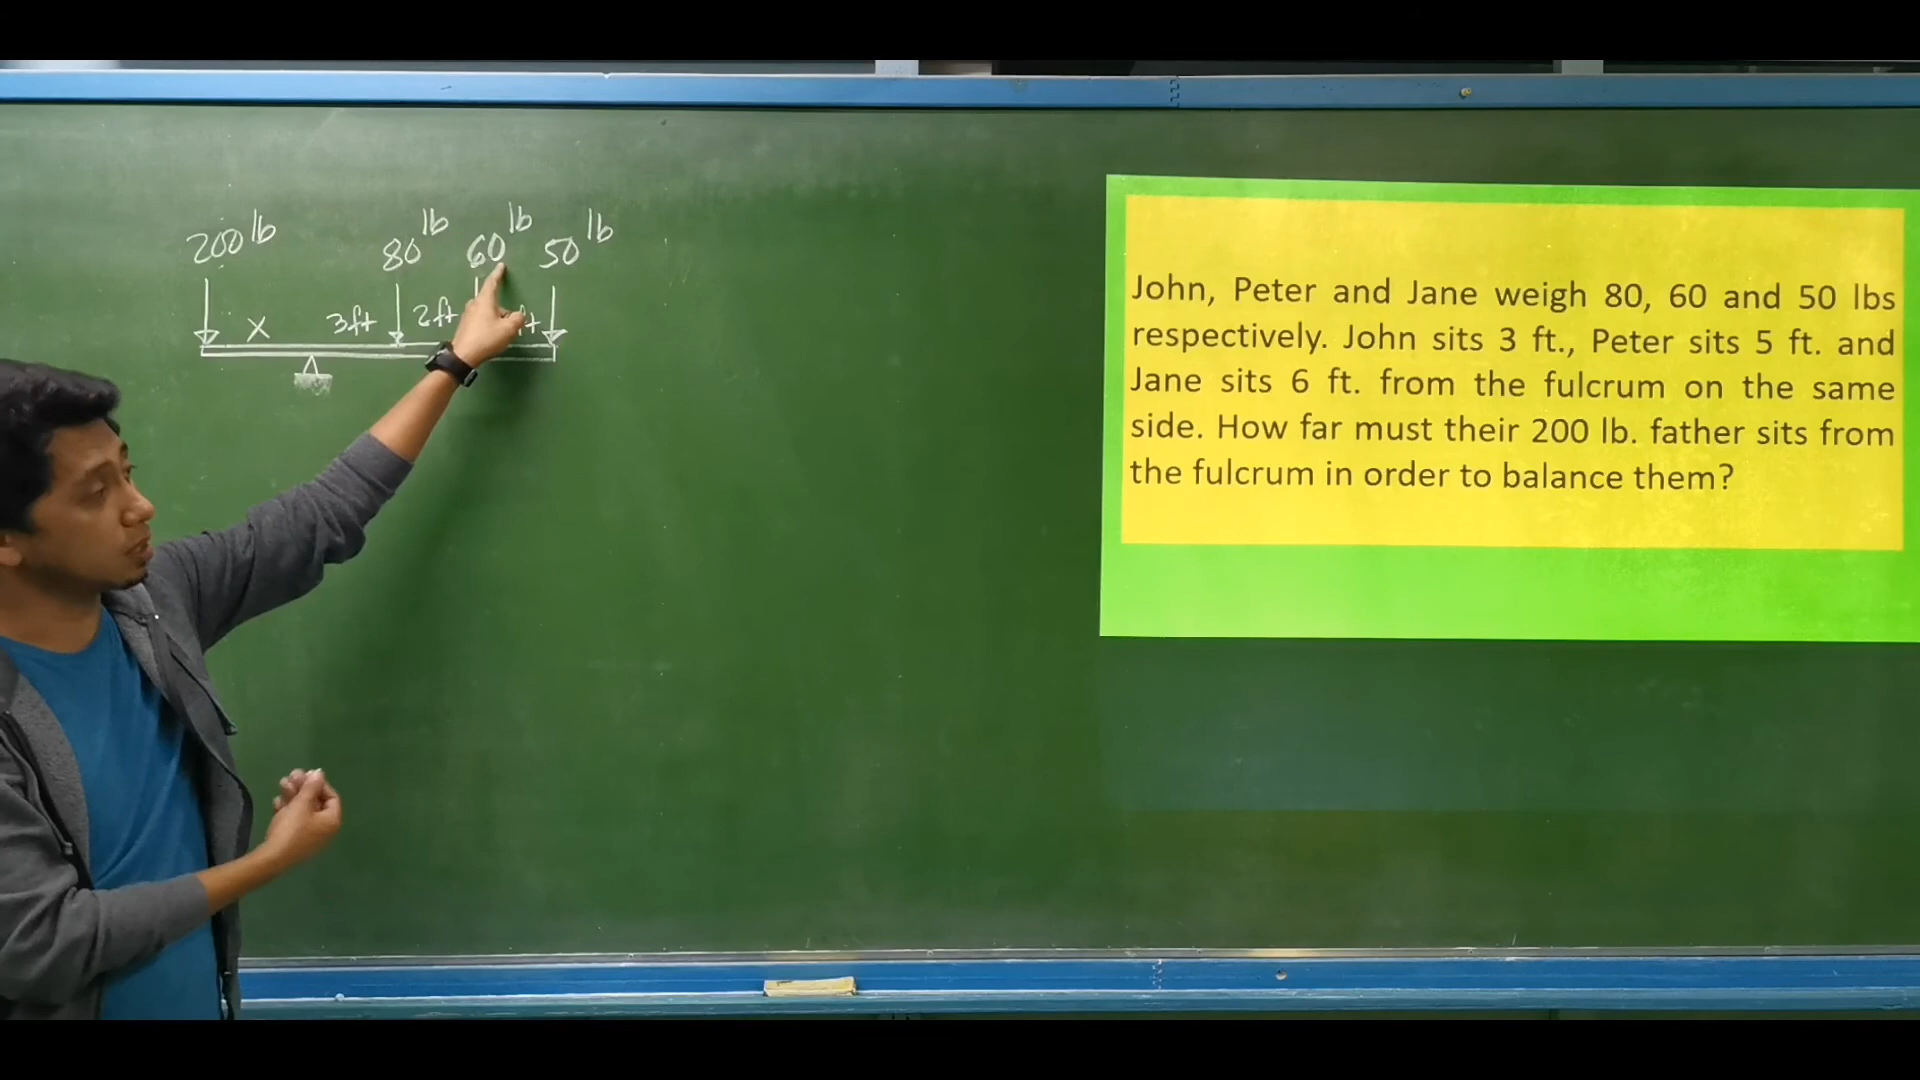 200 lb 80 lb 60 lb 50 lb
x 3ft 2ft ft
John, Peter and Jane weigh 80, 60 and 50 lbs
respectively. John sits 3 ft., Peter sits 5 ft. and
Jane sits 6 ft. from the fulcrum on the same
side. How far must their 200 lb. father sits from
the fulcrum in order to balance them?